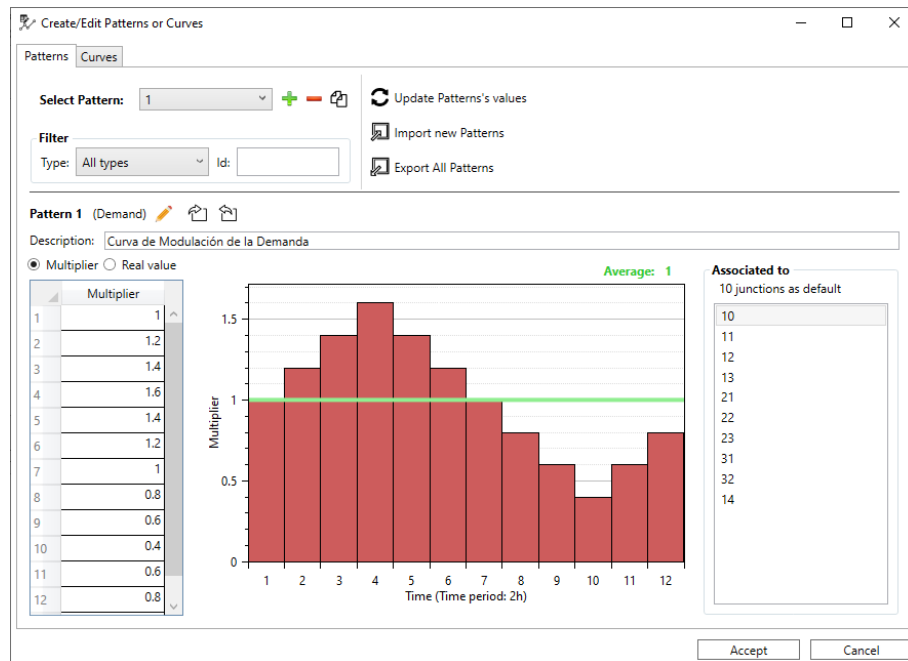 Create/Edit Patterns or Curves
Patterns Curves
Select Pattern: 1
Update Patterns's values
Filter
Import new Patterns
Type: All types Id:
Export All Patterns
Pattern 1 (Demand)
Description: Curva de Modulación de la Demanda
Multiplier Real value
Average: 1
Associated to
10 junctions as default
Multiplier
1 1
2 1.2
3 1.4
4 1.6
5 1.4
6 1.2
7 1
8 0.8
9 0.6
10 0.4
11 0.6
12 0.8
Multiplier
1.5
1
0.5
0
1 2 3 4 5 6 7 8 9 10 11 12
Time (Time period: 2h)
10
11
12
13
21
22
23
31
32
14
Accept Cancel